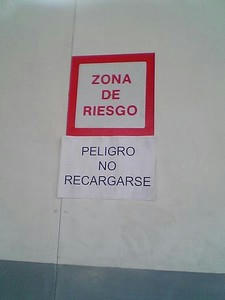 ZONA
DE
RIESGO
PELIGRO
NO
RECARGARSE